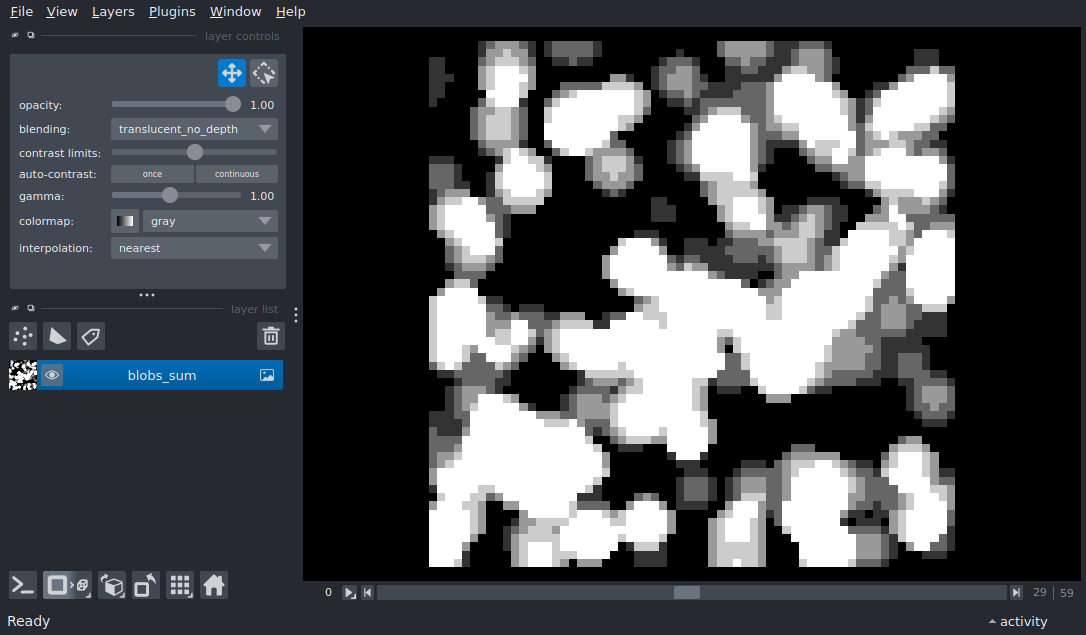 File View Layers Plugins Window Help
layer controls
opacity: 1.00
blending: translucent_no_depth
contrast limits:
auto-contrast: once continuous
gamma: 1.00
colormap: gray
interpolation: nearest
layer list
blobs_sum
0 29 59
Ready activity